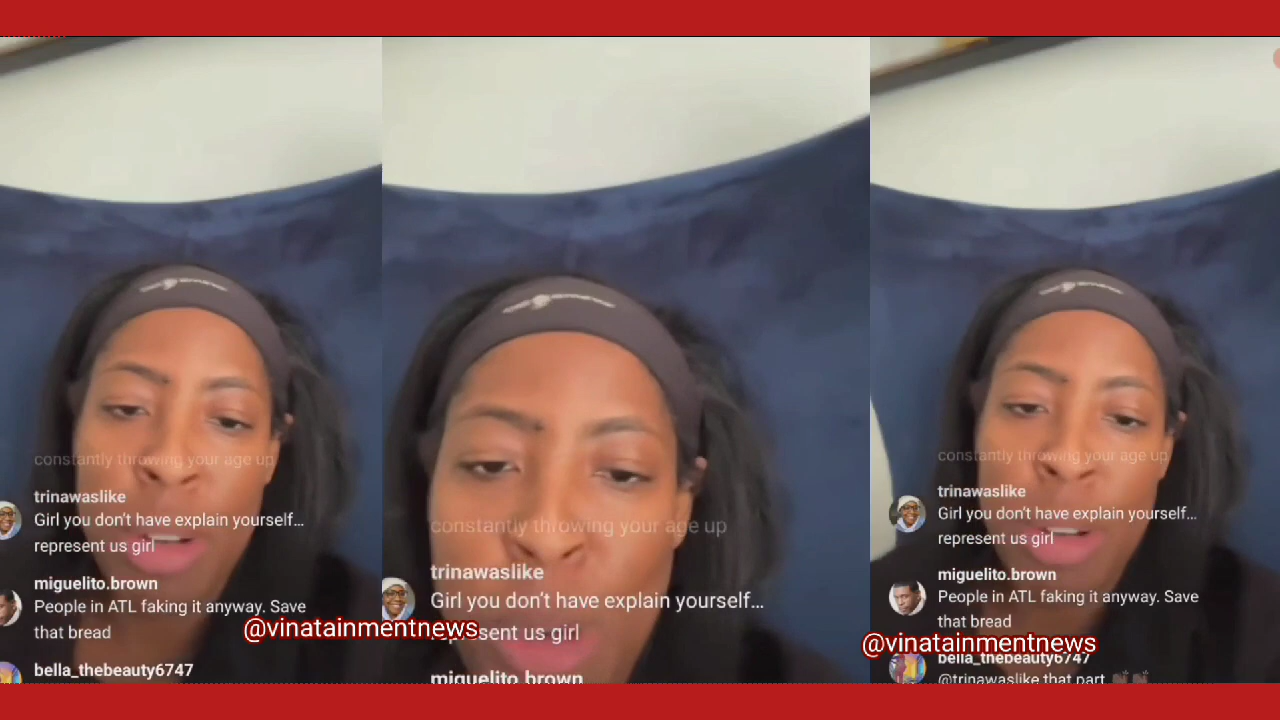 constantly throwing your age up
trinawaslike
Girl you don't have explain yourself...
represent us girl
miguelito.brown
People in ATL faking it anyway. Save
that bread
bella_thebeauty6747
@vinatainmentnews
constantly throwing your age up
trinawaslike
Girl you don't have explain yourself...
represent us girl
miguelito.brown
constantly throwing your age up
trinawaslike
Girl you don't have explain yourself...
represent us girl
miguelito.brown
People in ATL faking it anyway. Save
that bread
@vinatainmentnews
bella_thebeauty6747
@trinawaslike that part